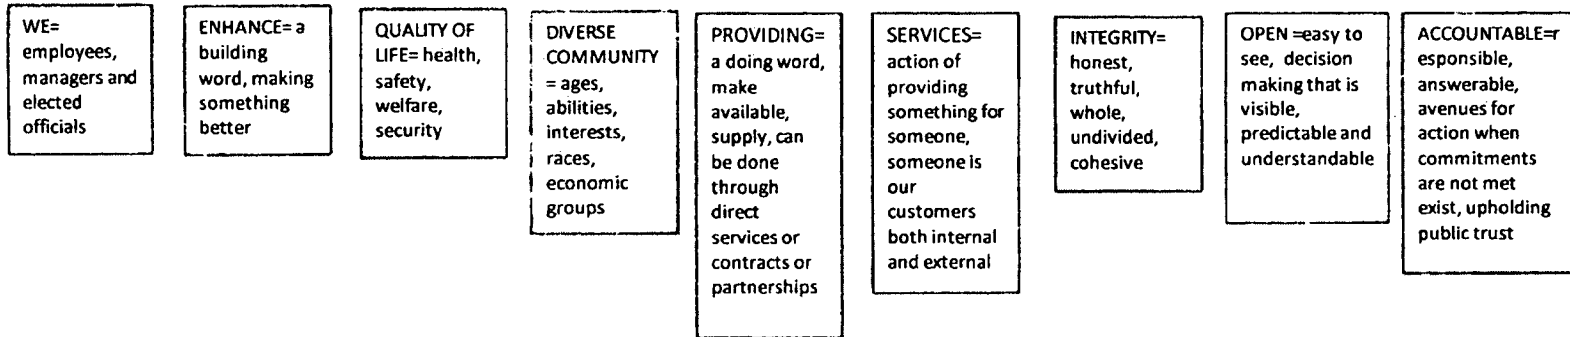 WE=
employees,
managers and
elected
officials
ENHANCE= a
building
word, making
something
better
QUALITY OF
LIFE= health,
safety,
welfare,
security
DIVERSE
COMMUNITY
= ages,
abilities,
interests,
races,
economic
groups
PROVIDING=
a doing word,
make
available,
supply, can
be done
through
direct
services or
contracts or
partnerships
SERVICES=
action of
providing
something for
someone,
someone is
our
customers
both internal
and external
INTEGRITY=
honest,
truthful,
whole,
undivided,
cohesive
OPEN =easy to
see, decision
making that is
visible,
predictable and
understandable
ACCOUNTABLE=r
esponsible,
answerable,
avenues for
action when
commitments
are not met
exist, upholding
public trust